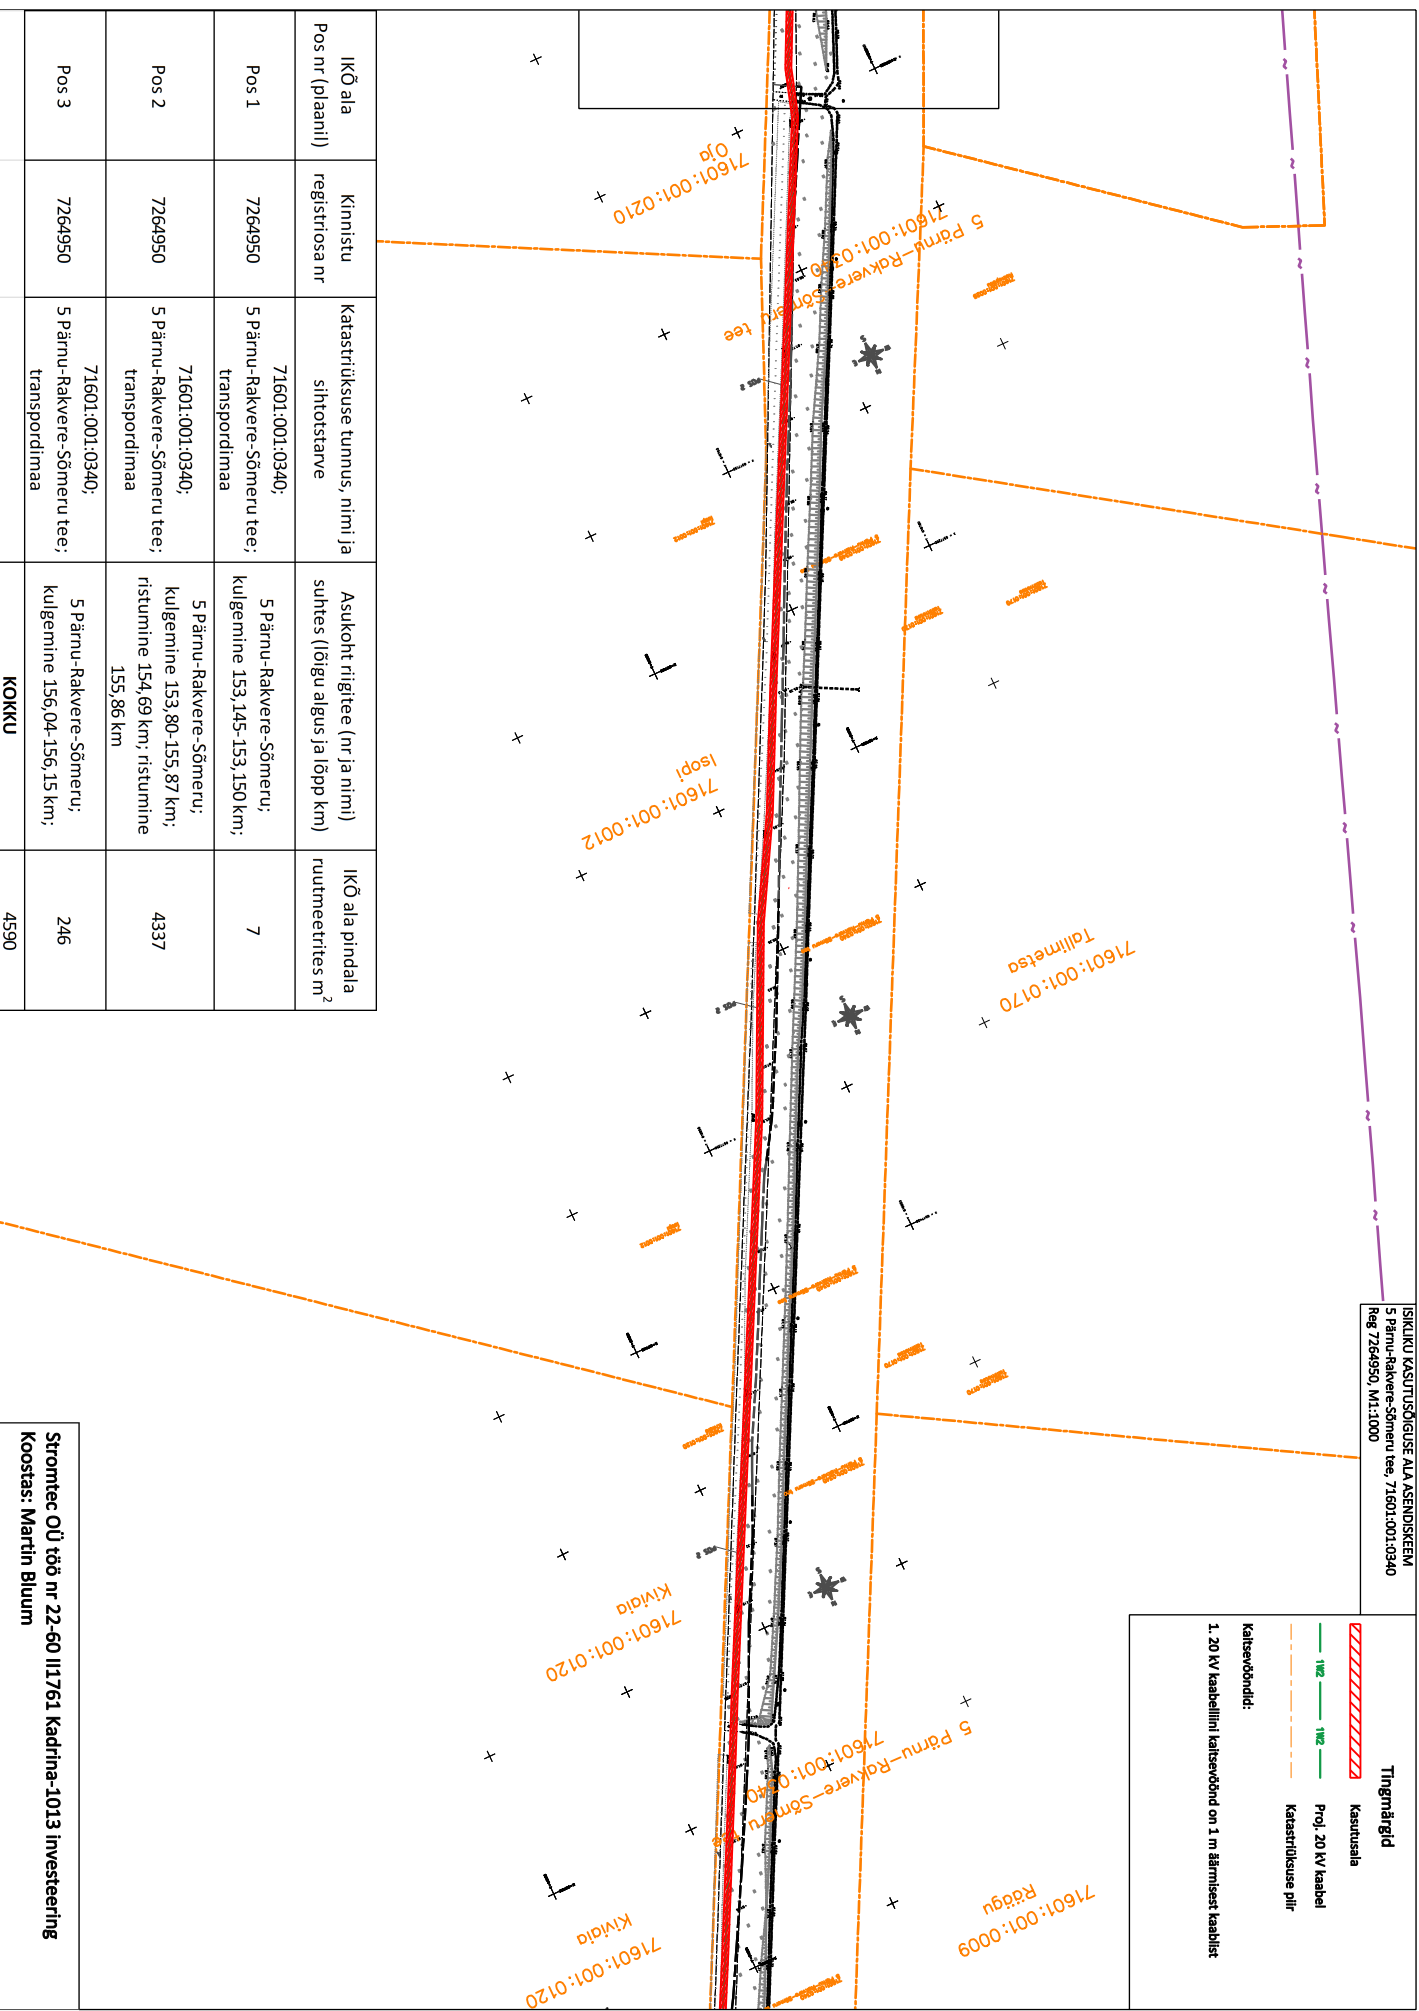 ISIKLIKU KASUTUSÕIGUSE ALA ASENDISKEEM
5 Pärnu-Rakvere-Sõmeru tee, 71601:001:0340
Reg 7264950, M1:1000
Tingmärgid
Kasutusala
1W2 1W2 Proj. 20 kV kaabel
Katastriüksuse piir
Kaitsevööndid:
1. 20 kV kaabelliini kaitsevöönd on 1 m äärmisest kaablist
71601:001:0210
Oja
5 Pärnu-Rakvere-Sõmeru tee
71601:001:0340
71601:001:0012
Isopi
71601:001:0170
Tallimetsa
71601:001:0120
Kiviaia
5 Pärnu-Rakvere-Sõmeru tee
71601:001:0340
71601:001:0009
Räägu
71601:001:0120
Kiviaia
IKÕ ala
Pos nr (plaanil)
Kinnistu
registriosa nr
Katastriüksuse tunnus, nimi ja
sihtotstarve
Asukoht riigitee (nr ja nimi)
suhtes (lõigu algus ja lõpp km)
IKÕ ala pindala
ruutmeetrites m²
Pos 1
7264950
71601:001:0340;
5 Pärnu-Rakvere-Sõmeru tee;
transpordimaa
5 Pärnu-Rakvere-Sõmeru;
kulgemine 153,145-153,150 km;
7
Pos 2
7264950
71601:001:0340;
5 Pärnu-Rakvere-Sõmeru tee;
transpordimaa
5 Pärnu-Rakvere-Sõmeru;
kulgemine 153,80-155,87 km;
ristumine 154,69 km; ristumine
155,86 km
4337
Pos 3
7264950
71601:001:0340;
5 Pärnu-Rakvere-Sõmeru tee;
transpordimaa
5 Pärnu-Rakvere-Sõmeru;
kulgemine 156,04-156,15 km;
246
KOKKU
4590
Stromtec OÜ töö nr 22-60 II1761 Kadrina-1013 investeering
Koostas: Martin Bluum